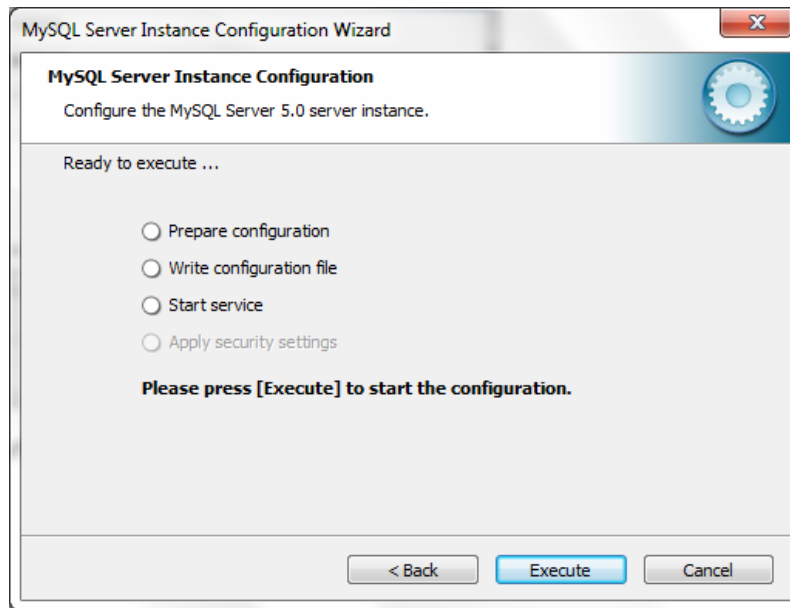 MySQL Server Instance Configuration Wizard
MySQL Server Instance Configuration
Configure the MySQL Server 5.0 server instance.
Ready to execute ...
Prepare configuration
Write configuration file
Start service
Apply security settings
Please press [Execute] to start the configuration.
< Back Execute Cancel